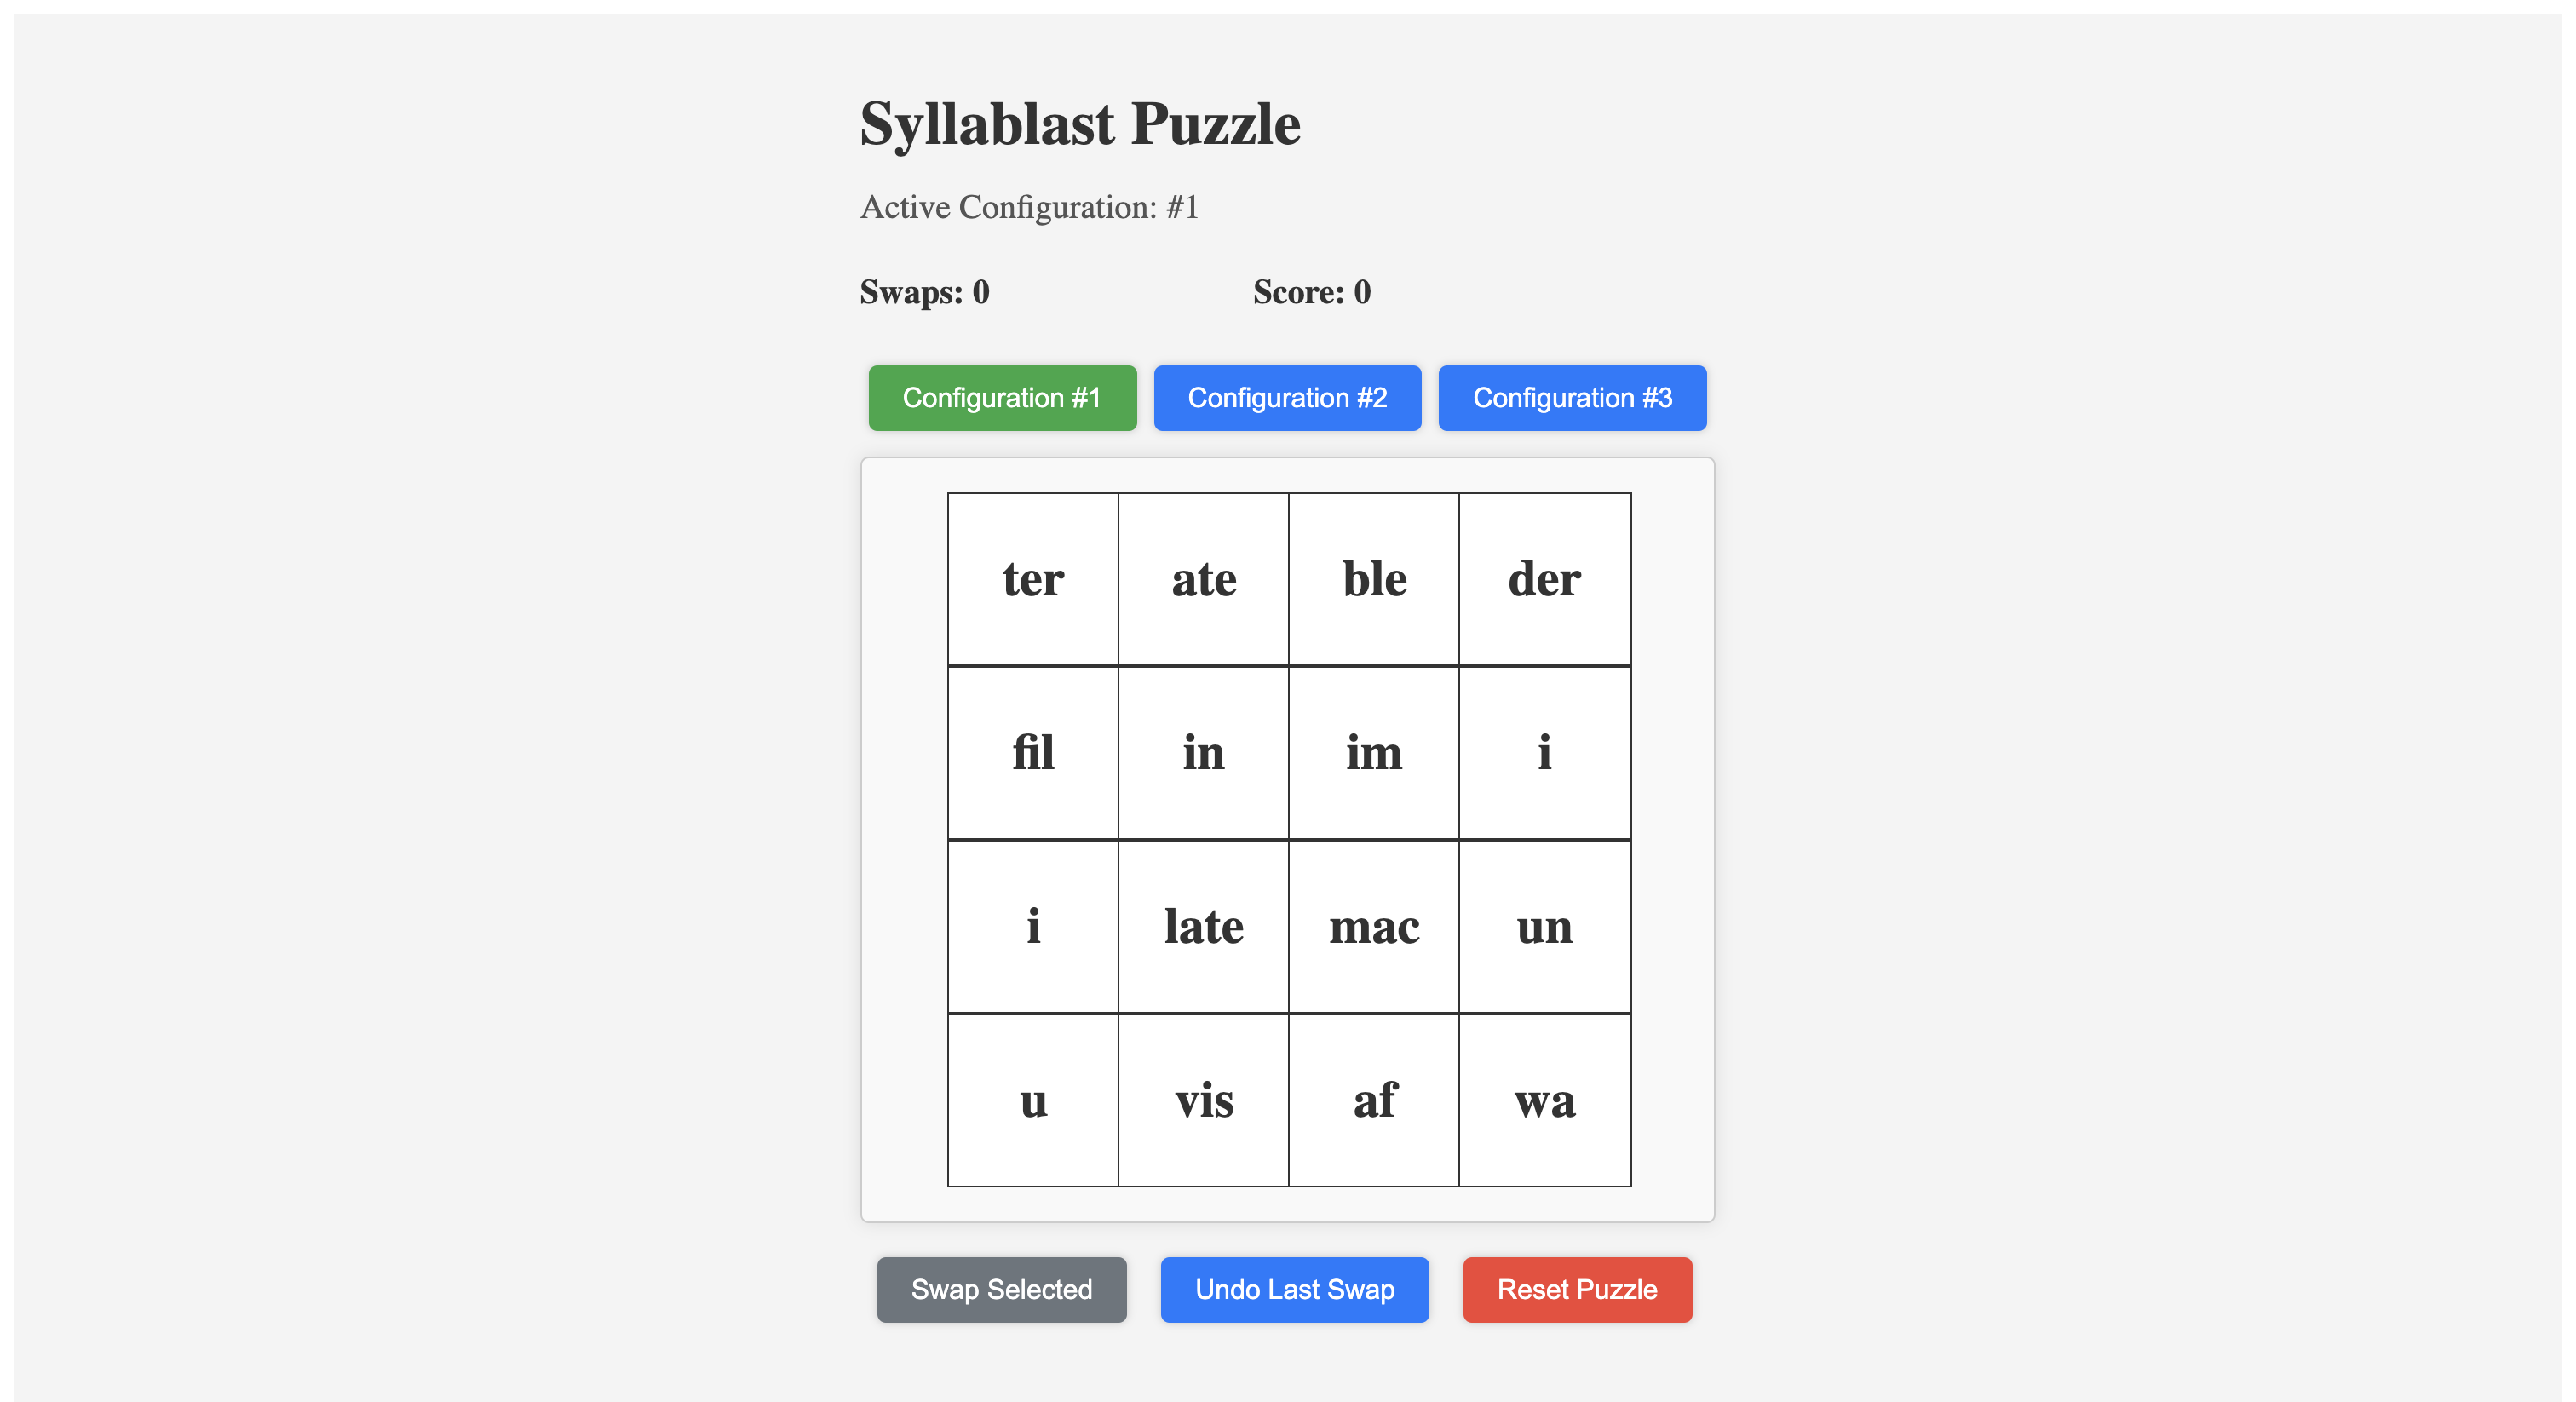 Syllablast Puzzle
Active Configuration: #1
Swaps: 0 Score: 0
Configuration #1 Configuration #2 Configuration #3
ter ate ble der
fil in im i
i late mac un
u vis af wa
Swap Selected Undo Last Swap Reset Puzzle